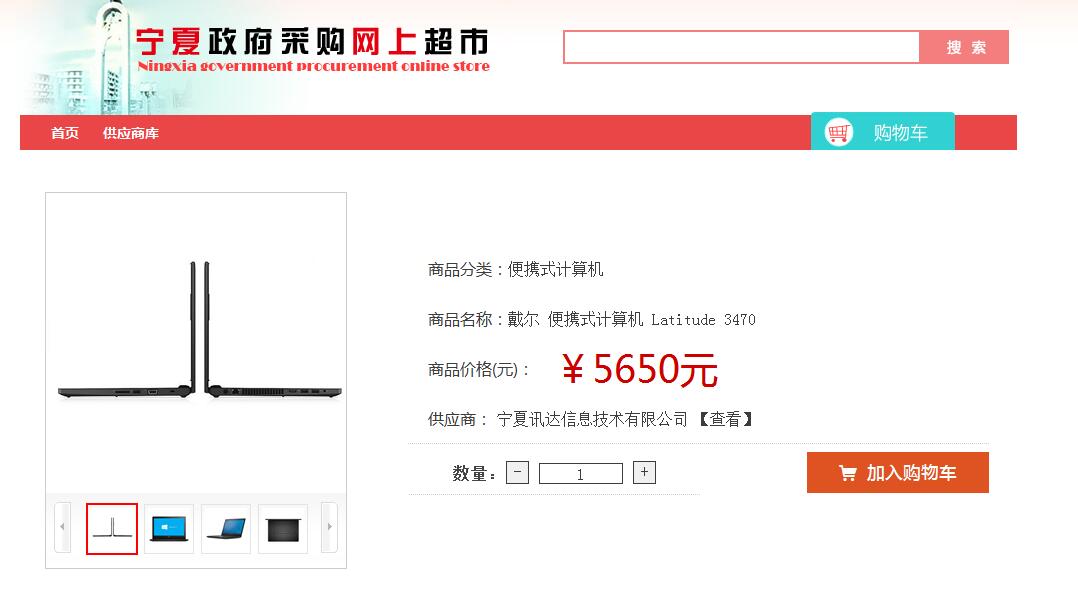 宁夏政府采购网上超市
Ningxia government procurement online store
搜 索
首页 供应商库 购物车
商品分类：便携式计算机
商品名称：戴尔 便携式计算机 Latitude 3470
商品价格(元)： ￥5650元
供应商： 宁夏讯达信息技术有限公司 【查看】
数量： - 1 + 加入购物车